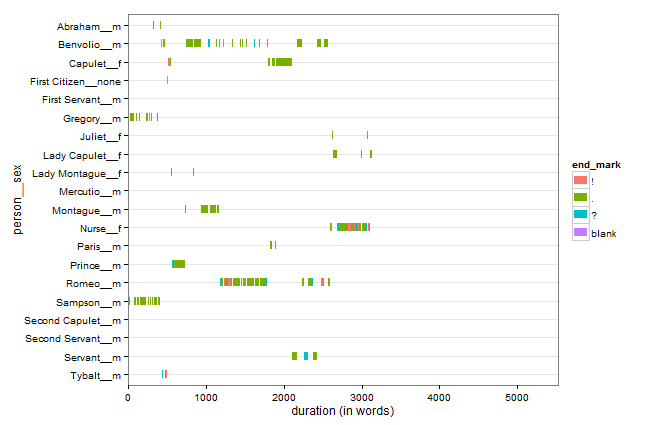 Abraham__m
Benvolio__m
Capulet__f
First Citizen__none
First Servant__m
Gregory__m
Juliet__f
Lady Capulet__f
Lady Montague__f
Mercutio__m
Montague__m
Nurse__f
Paris__m
Prince__m
Romeo__m
Sampson__m
Second Capulet__m
Second Servant__m
Servant__m
Tybalt__m
person__sex
0 1000 2000 3000 4000 5000
duration (in words)
end_mark
!
.
?
blank